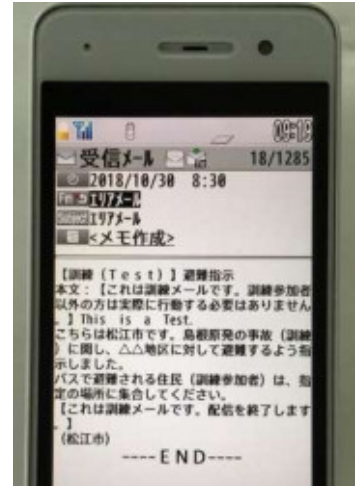 09:19
受信メール 18/1285
2018/10/30 8:30
From エリアメール
Subject エリアメール
<メモ作成>
【訓練（Test）】避難指示
本文：【これは訓練メールです。訓練参加者
以外の方は実際に行動する必要はありません
。】This is a Test.
こちらは松江市です。島根原発の事故（訓練
）に関し、△△地区に対して避難するよう指
示しました。
バスで避難される住民（訓練参加者）は、指
定の場所に集合してください。
【これは訓練メールです。配信を終了します
。】
（松江市）
----END----